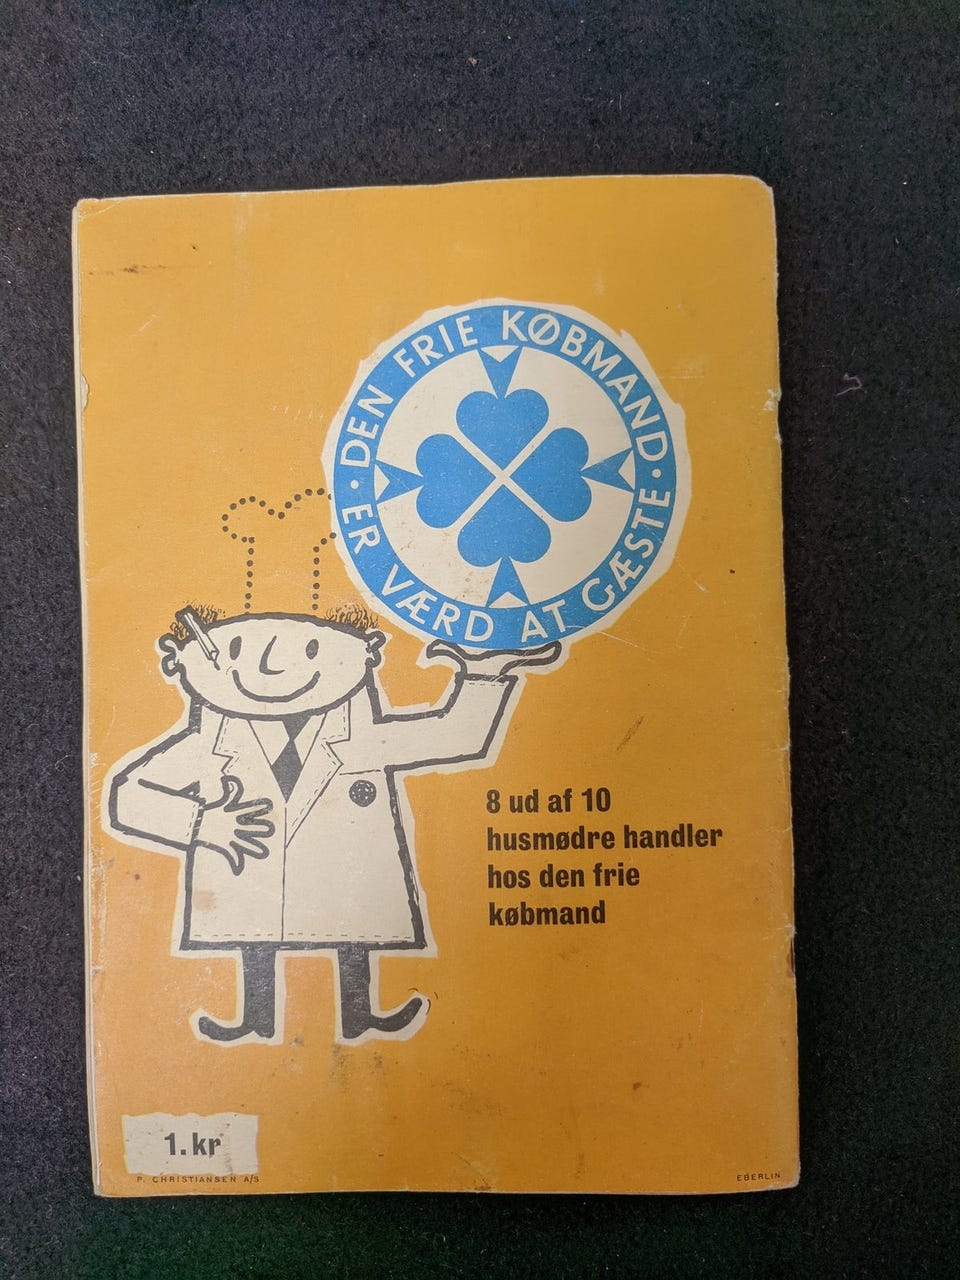 · DEN FRIE KØBMAND ·
ER VÆRD AT GÆSTE
8 ud af 10
husmødre handler
hos den frie
købmand
1. kr
P. CHRISTIANSEN A/S
EBERLIN